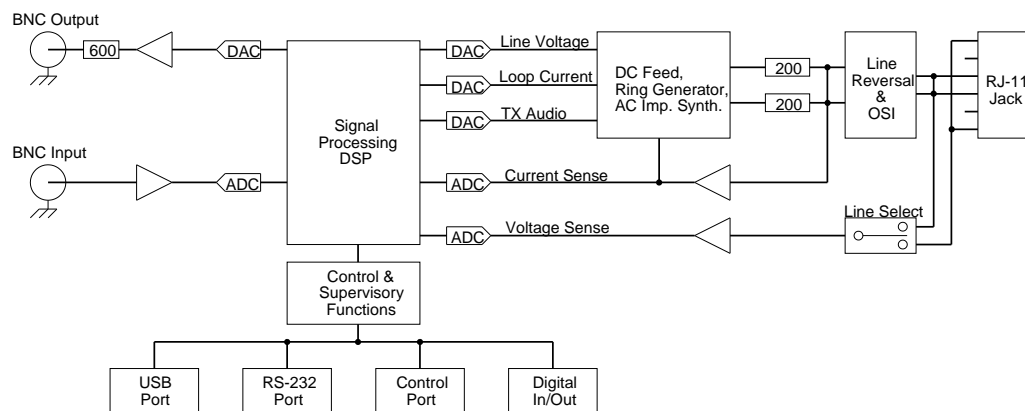 BNC Output
600
DAC
DAC
Line Voltage
DAC
Loop Current
DAC
TX Audio
Signal
Processing
DSP
DC Feed,
Ring Generator,
AC Imp. Synth.
200
200
Line
Reversal
&
OSI
RJ-11
Jack
BNC Input
ADC
ADC
Current Sense
ADC
Voltage Sense
Line Select
Control &
Supervisory
Functions
USB
Port
RS-232
Port
Control
Port
Digital
In/Out